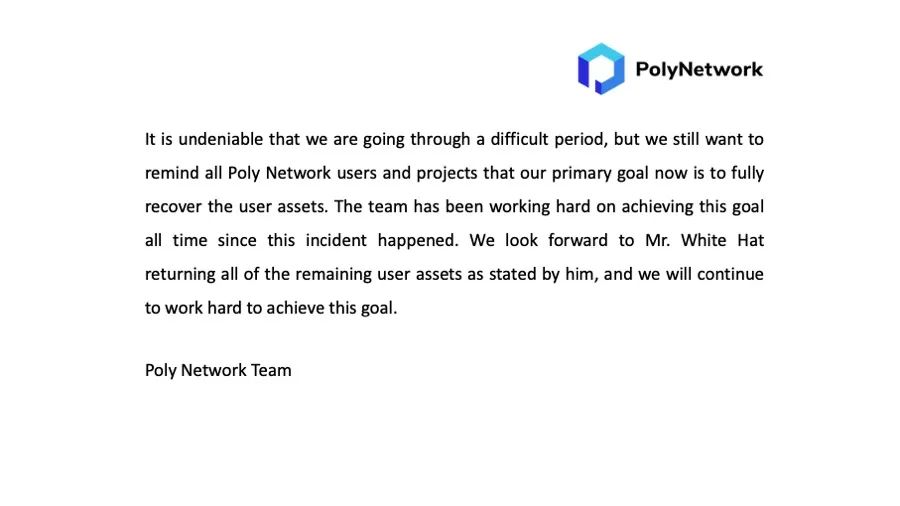 PolyNetwork
It is undeniable that we are going through a difficult period, but we still want to
remind all Poly Network users and projects that our primary goal now is to fully
recover the user assets. The team has been working hard on achieving this goal
all time since this incident happened. We look forward to Mr. White Hat
returning all of the remaining user assets as stated by him, and we will continue
to work hard to achieve this goal.
Poly Network Team